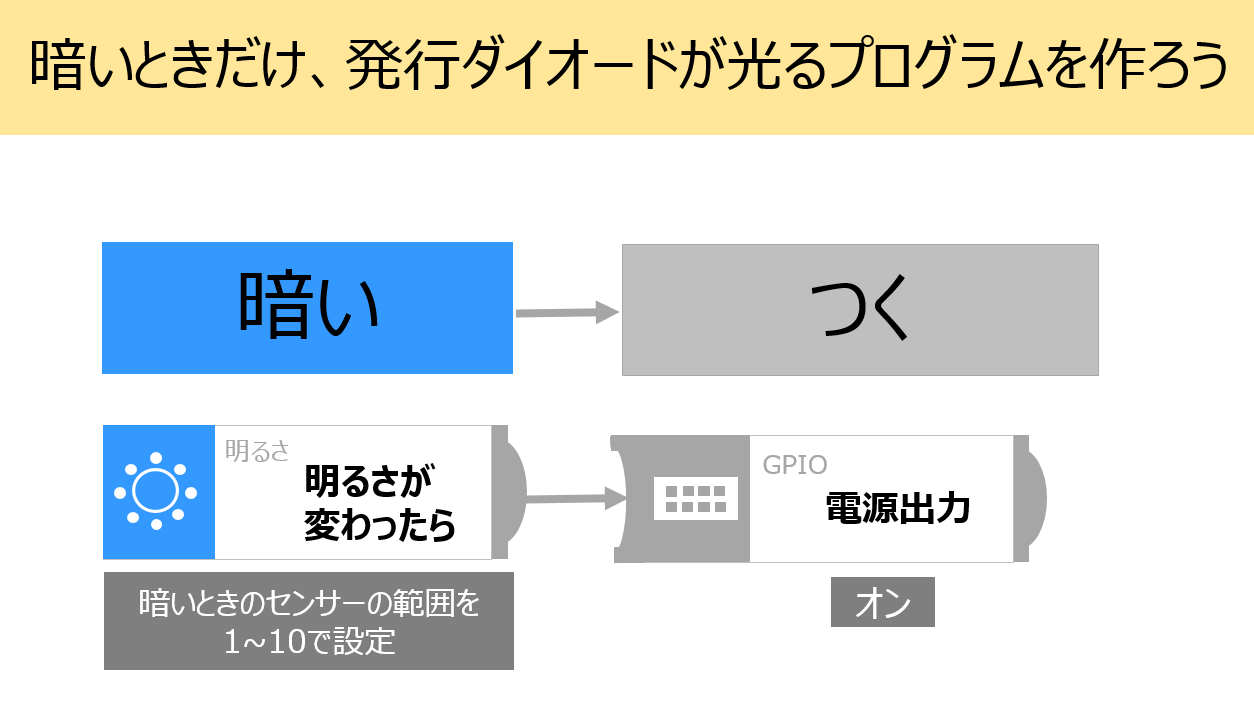 暗いときだけ、発行ダイオードが光るプログラムを作ろう
暗い
つく
明るさ
明るさが
変わったら
GPIO
電源出力
暗いときのセンサーの範囲を
1~10で設定
オン